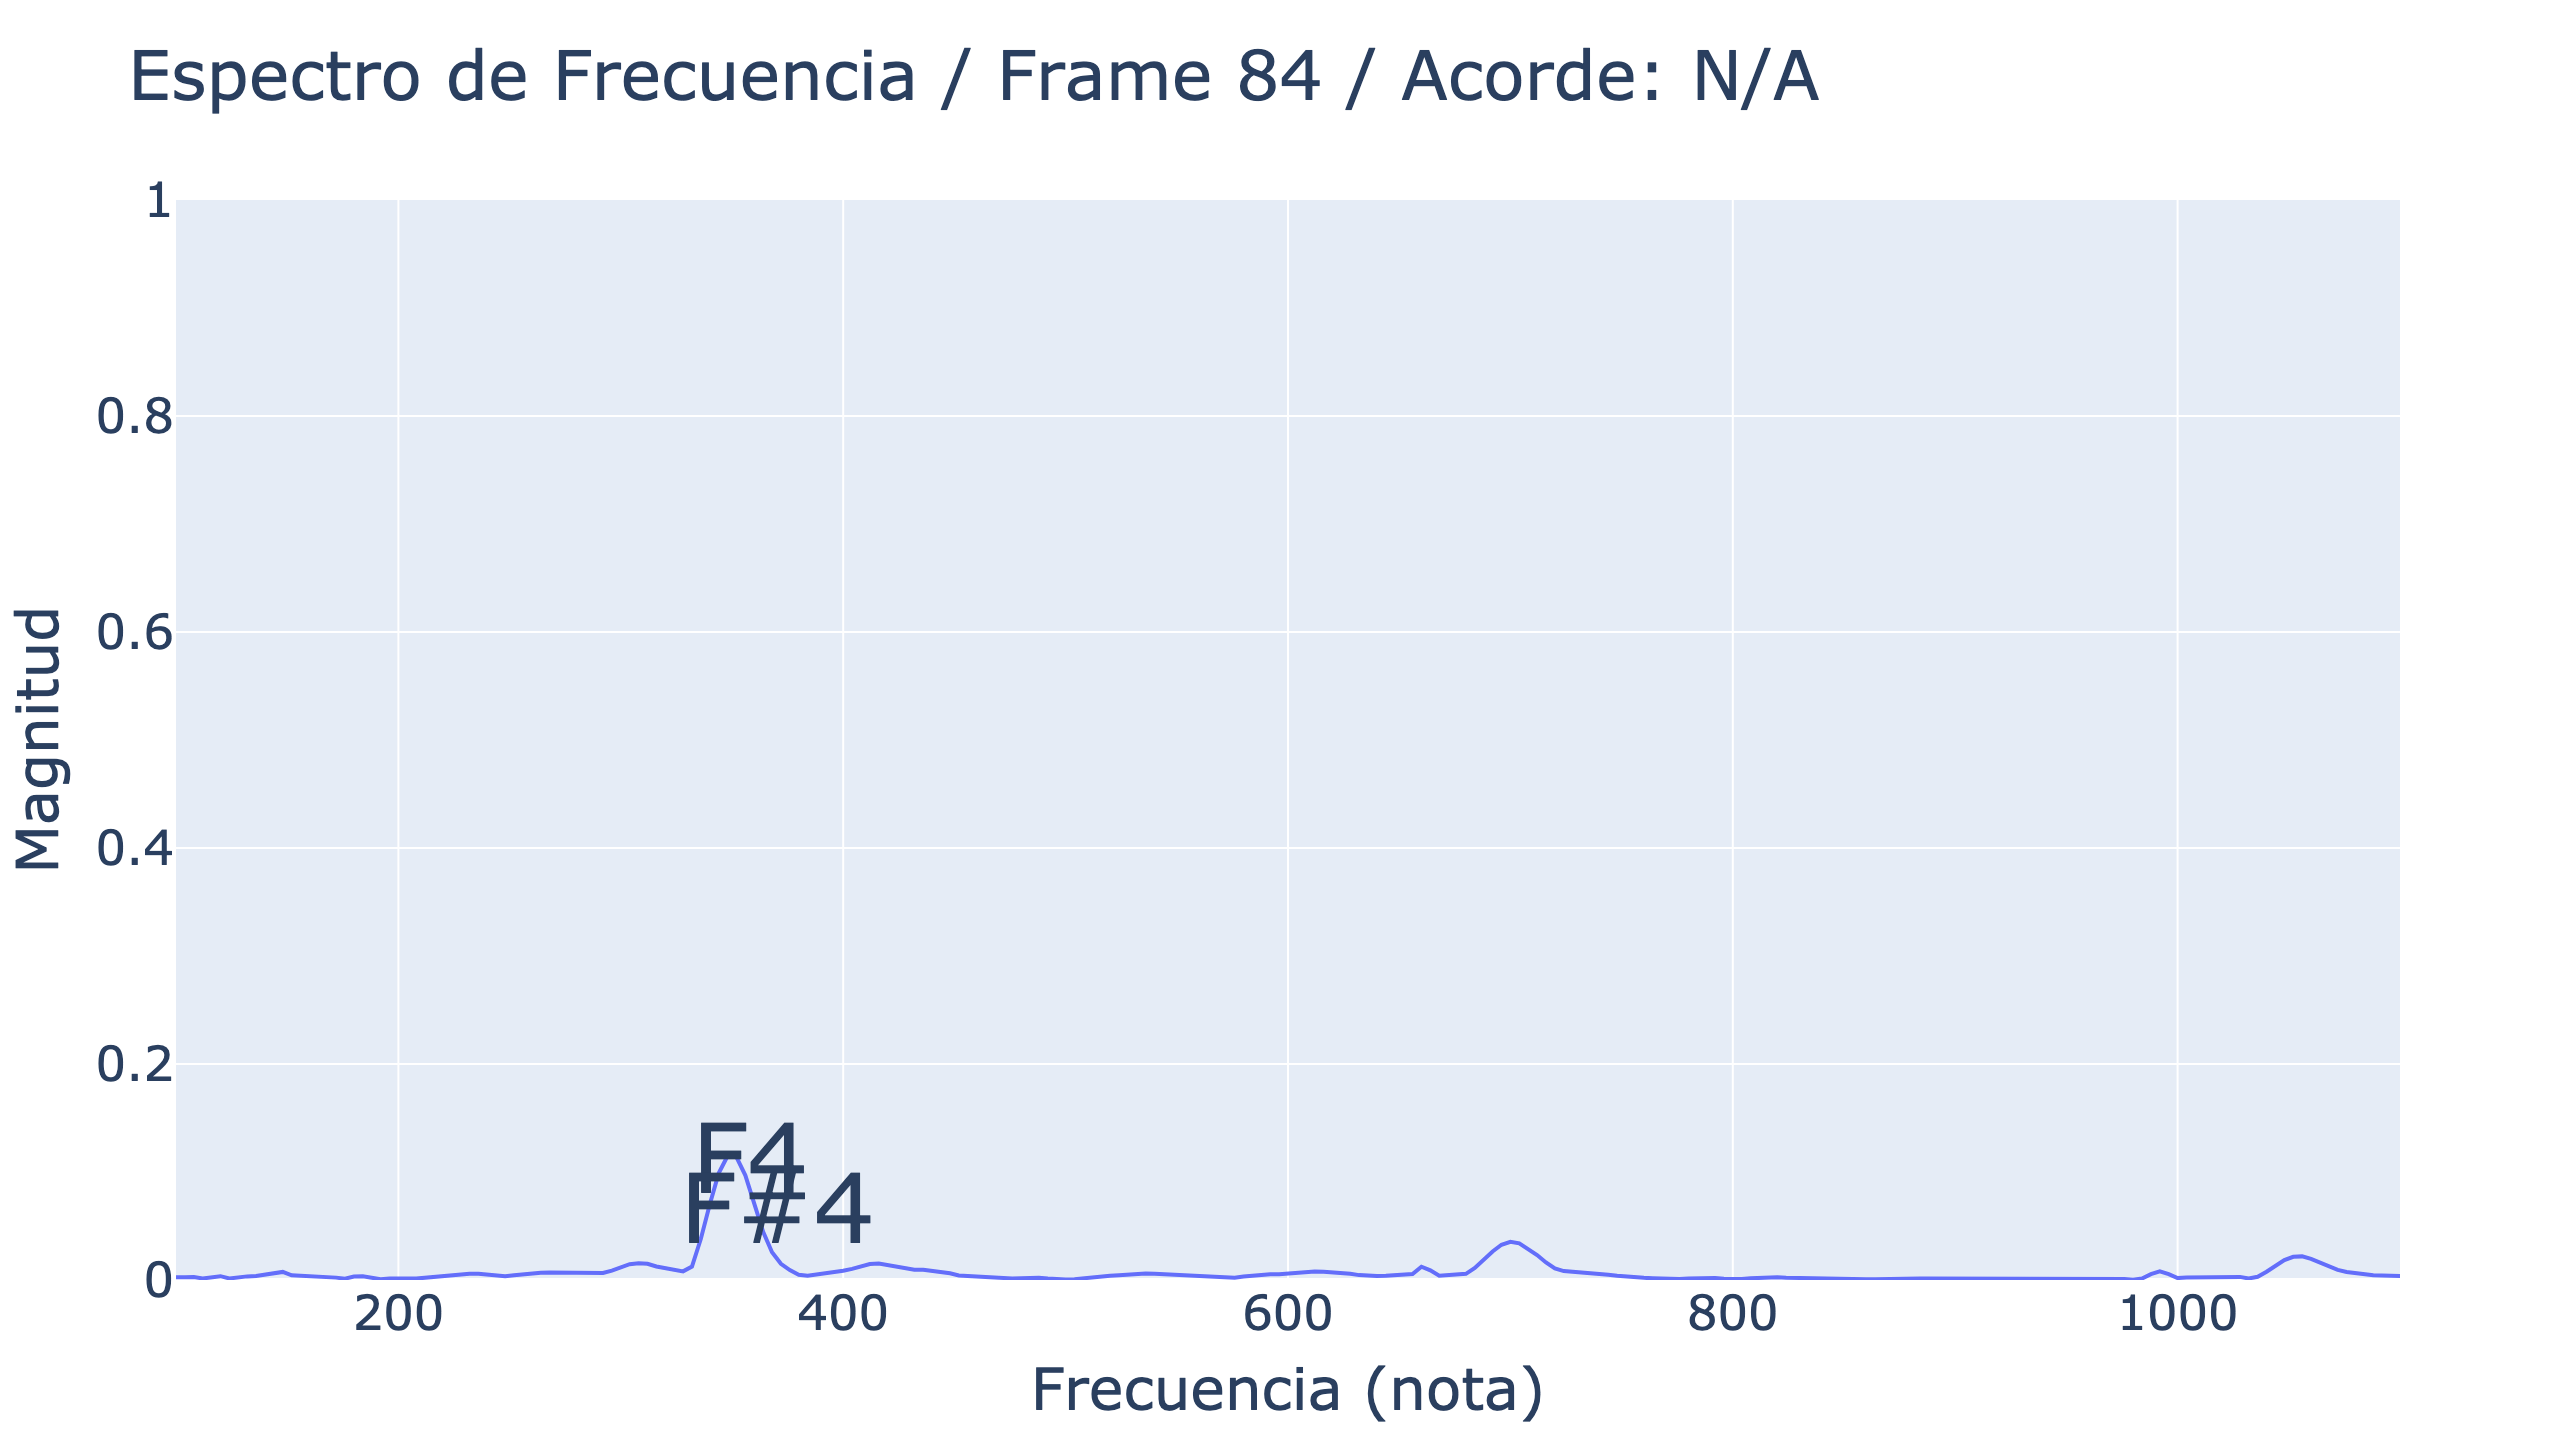 Espectro de Frecuencia / Frame 84 / Acorde: N/A
1
0.8
0.6
0.4
0.2
0
Magnitud
F4
F#4
200 400 600 800 1000
Frecuencia (nota)